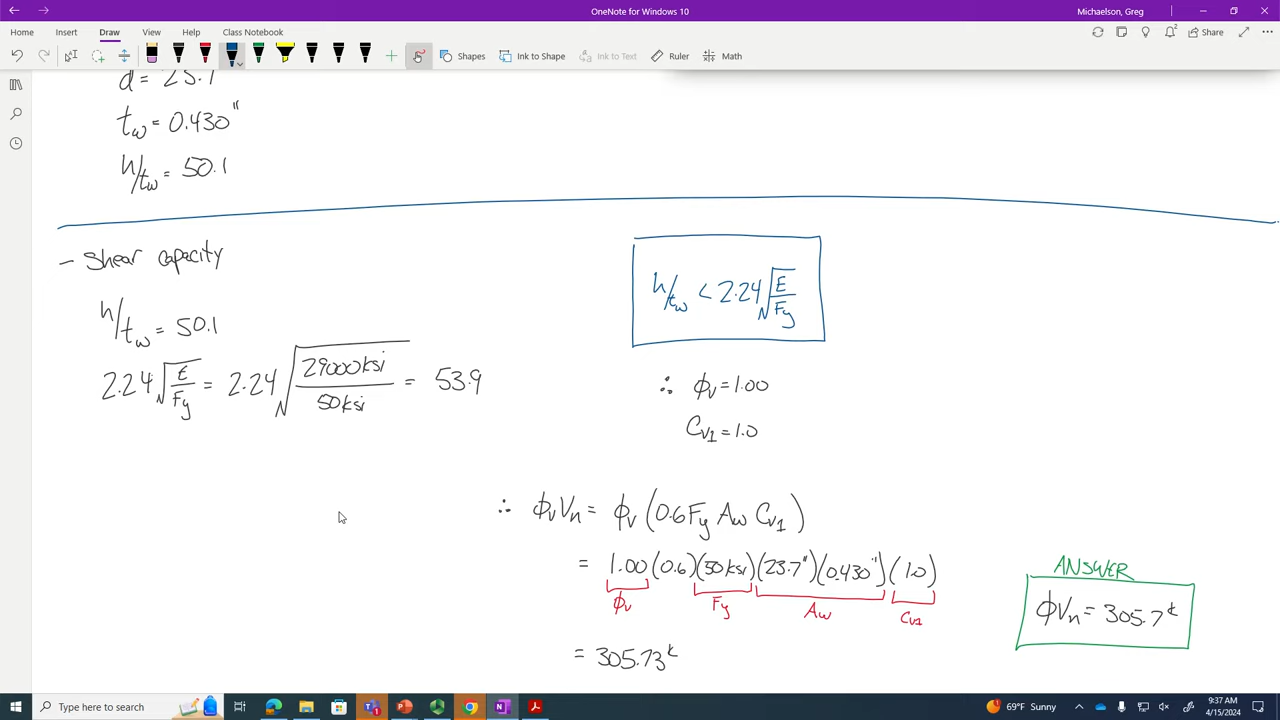 OneNote for Windows 10
Michaelson, Greg
Home Insert Draw View Help Class Notebook
Share
Shapes Ink to Shape Ink to Text Ruler Math
d = 25.1
tw = 0.430"
h/tw = 50.1
- Shear capacity
h/tw = 50.1
2.24√E/Fy = 2.24√29000ksi/50ksi = 53.9
h/tw < 2.24√E/Fy
∴ ϕv = 1.00
Cv1 = 1.0
∴ ϕvVn = ϕv(0.6Fy Aw Cv1)
= 1.00(0.6)(50ksi)(23.7")(0.430")(1.0)
ϕv Fy Aw Cv1
= 305.73k
ANSWER
ϕVn = 305.7k
Type here to search
69°F Sunny
9:37 AM
4/15/2024